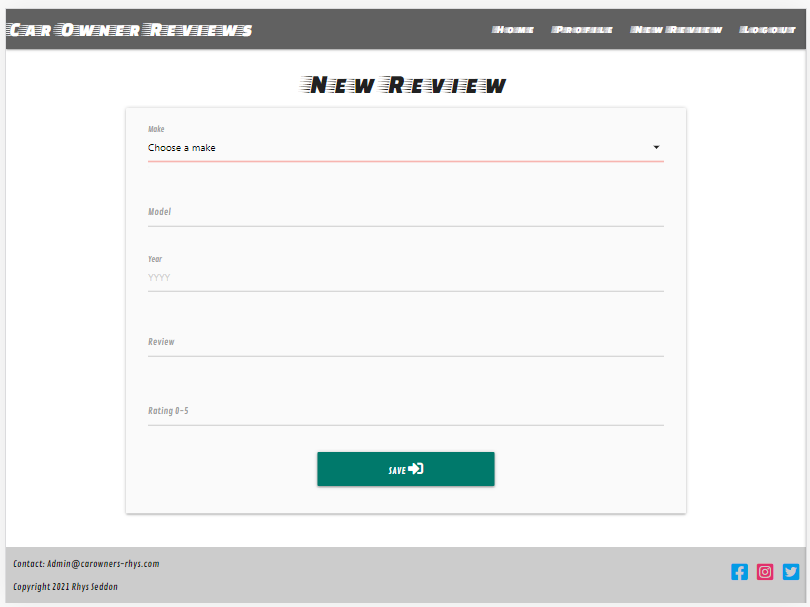 Car Owner Reviews
Home Profile New Review Logout
New Review
Make
Choose a make
Model
Year
YYYY
Review
Rating 0-5
SAVE
Contact: Admin@carowners-rhys.com
Copyright 2021 Rhys Seddon